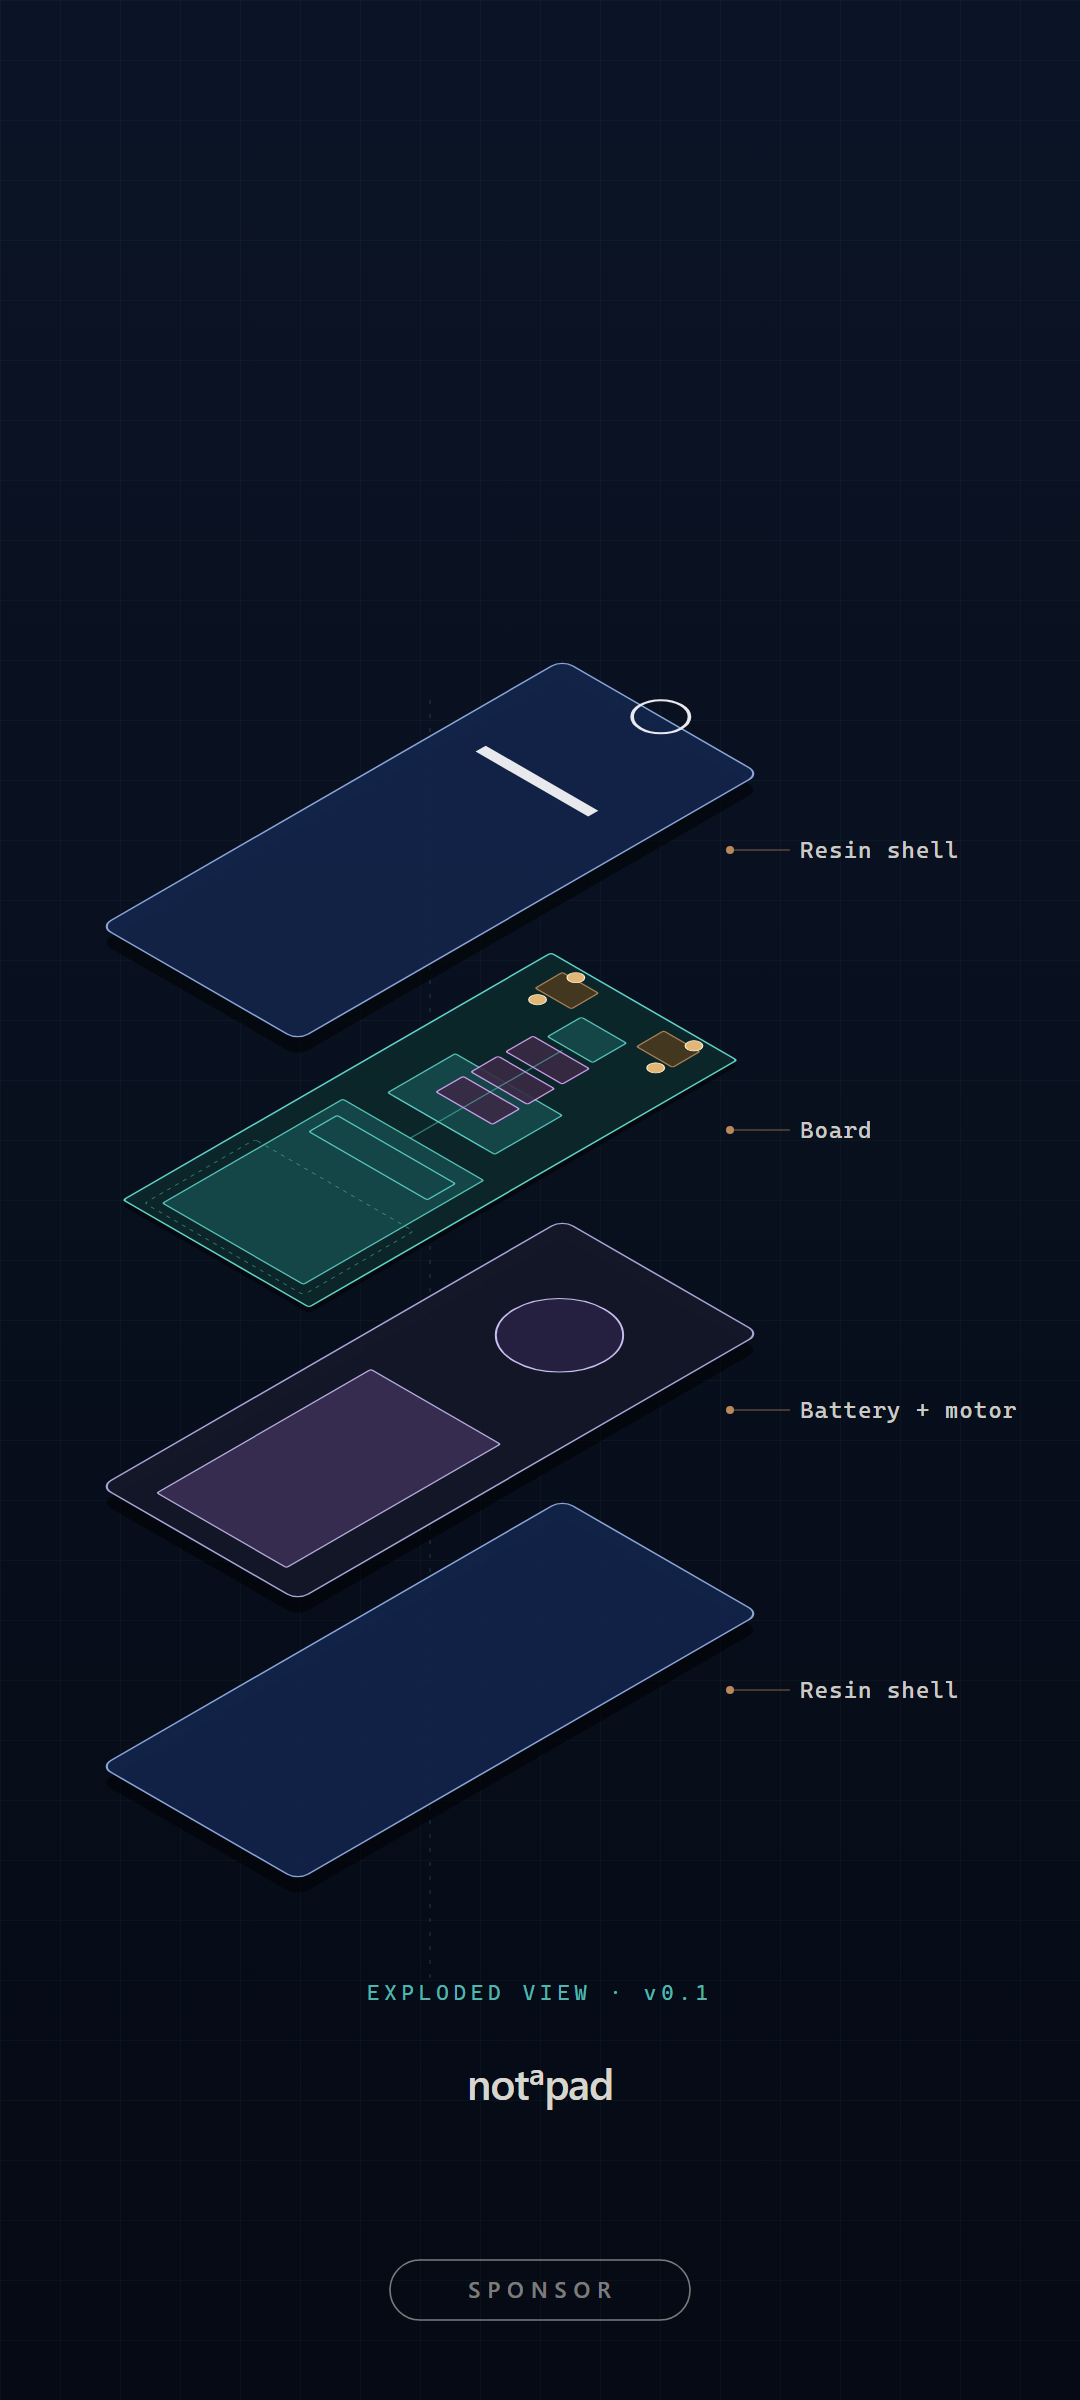 Resin shell
Board
Battery + motor
Resin shell
EXPLODED VIEW · v0.1
notᵃpad
SPONSOR